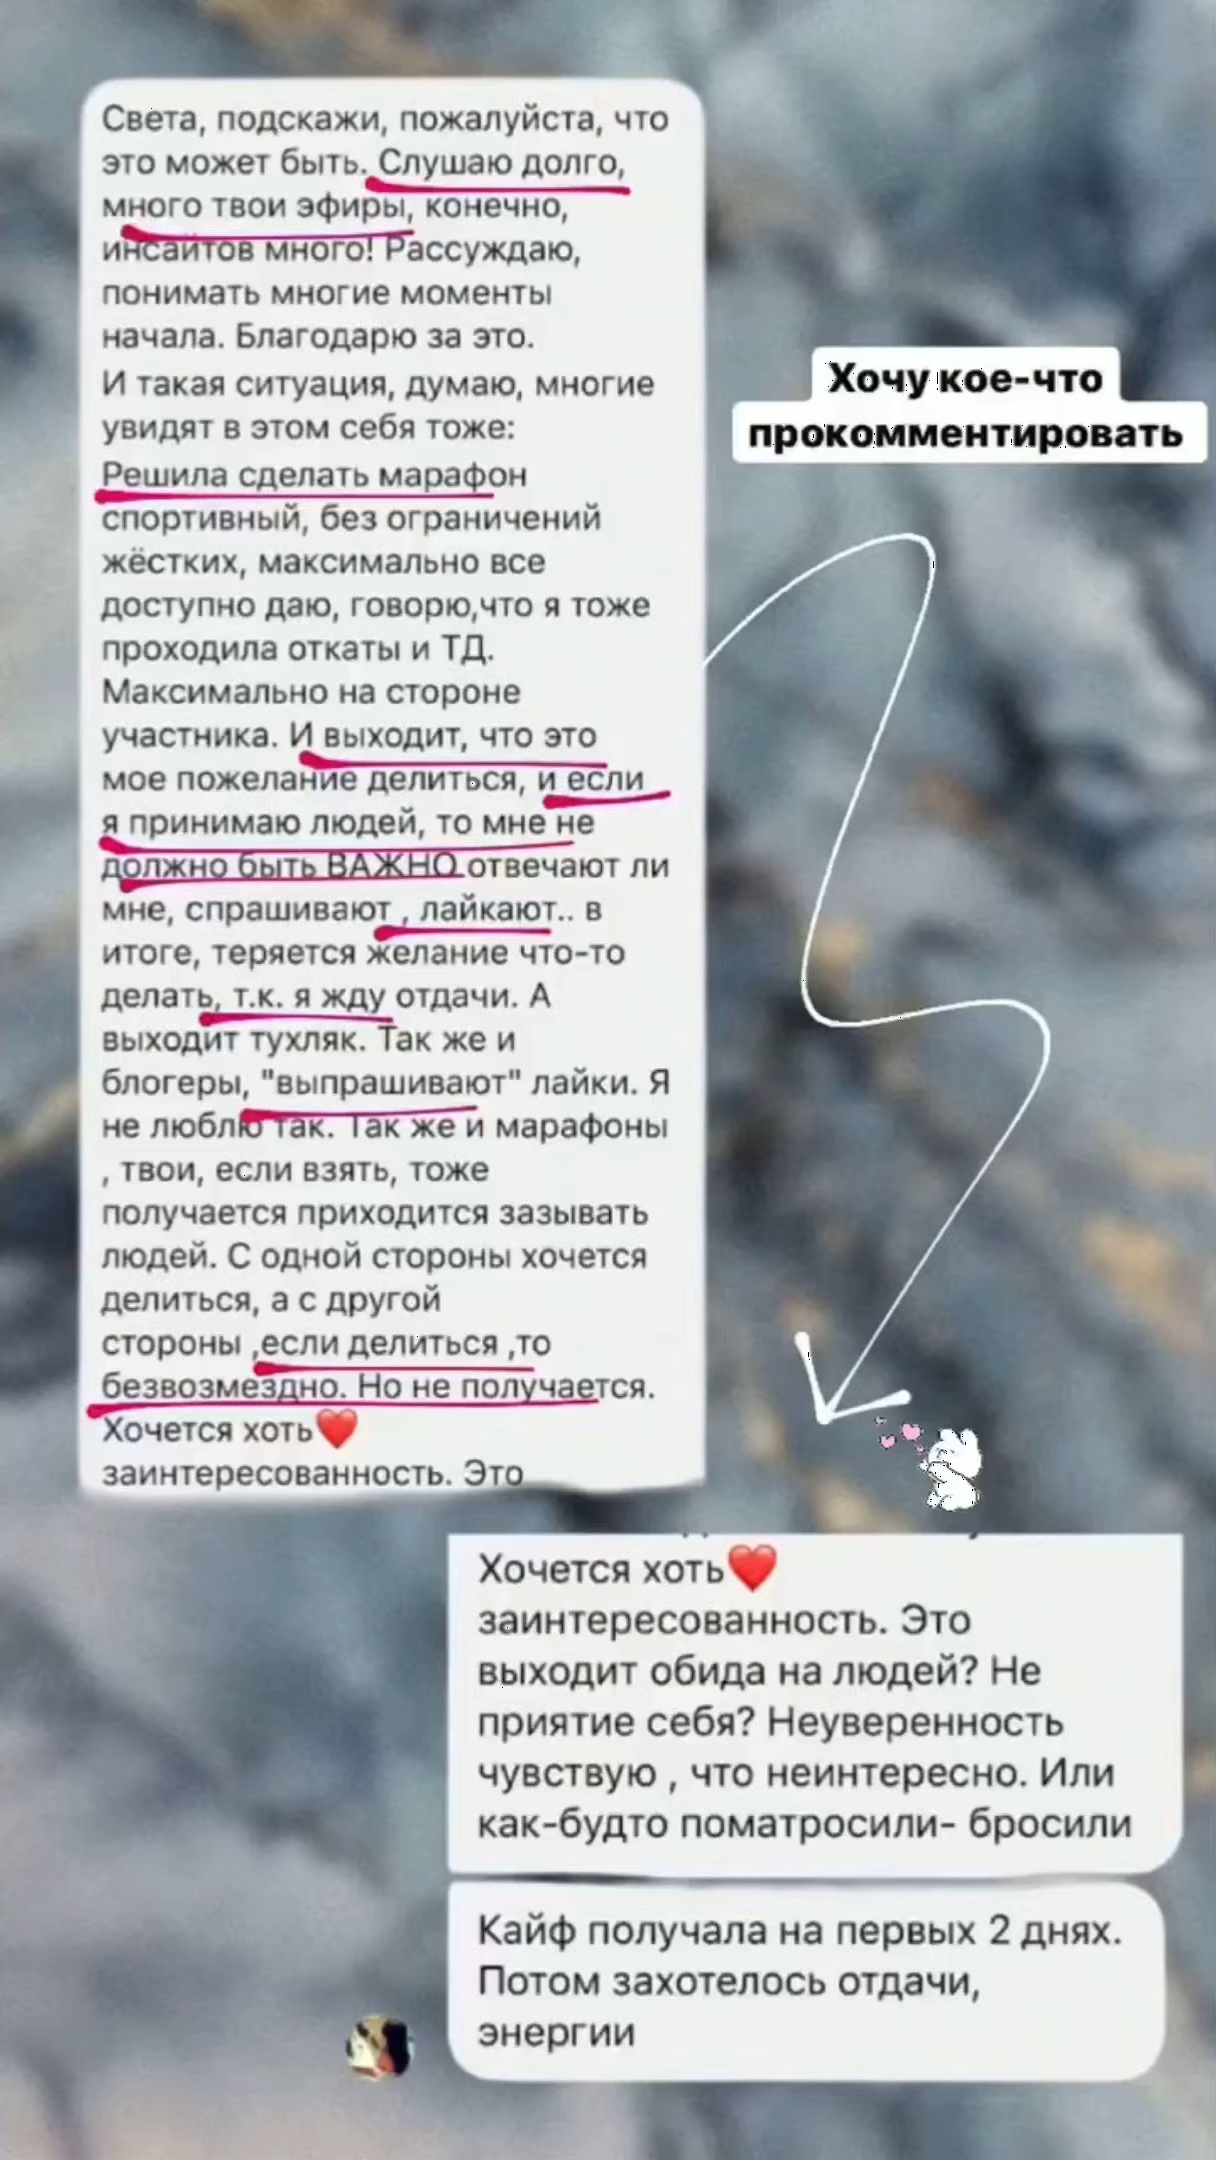 Света, подскажи, пожалуйста, что
это может быть. Слушаю долго,
много твои эфиры, конечно,
инсайтов много! Рассуждаю,
понимать многие моменты
начала. Благодарю за это.
И такая ситуация, думаю, многие
увидят в этом себя тоже:
Решила сделать марафон
спортивный, без ограничений
жёстких, максимально все
доступно даю, говорю,что я тоже
проходила откаты и ТД.
Максимально на стороне
участника. И выходит, что это
мое пожелание делиться, и если
я принимаю людей, то мне не
должно быть ВАЖНО отвечают ли
мне, спрашивают , лайкают.. в
итоге, теряется желание что-то
делать, т.к. я жду отдачи. А
выходит тухляк. Так же и
блогеры, "выпрашивают" лайки. Я
не люблю так. Так же и марафоны
, твои, если взять, тоже
получается приходится зазывать
людей. С одной стороны хочется
делиться, а с другой
стороны ,если делиться ,то
безвозмездно. Но не получается.
Хочется хоть❤️
заинтересованность. Это
Хочу кое-что
прокомментировать
Хочется хоть❤️
заинтересованность. Это
выходит обида на людей? Не
приятие себя? Неуверенность
чувствую , что неинтересно. Или
как-будто поматросили- бросили
Кайф получала на первых 2 днях.
Потом захотелось отдачи,
энергии